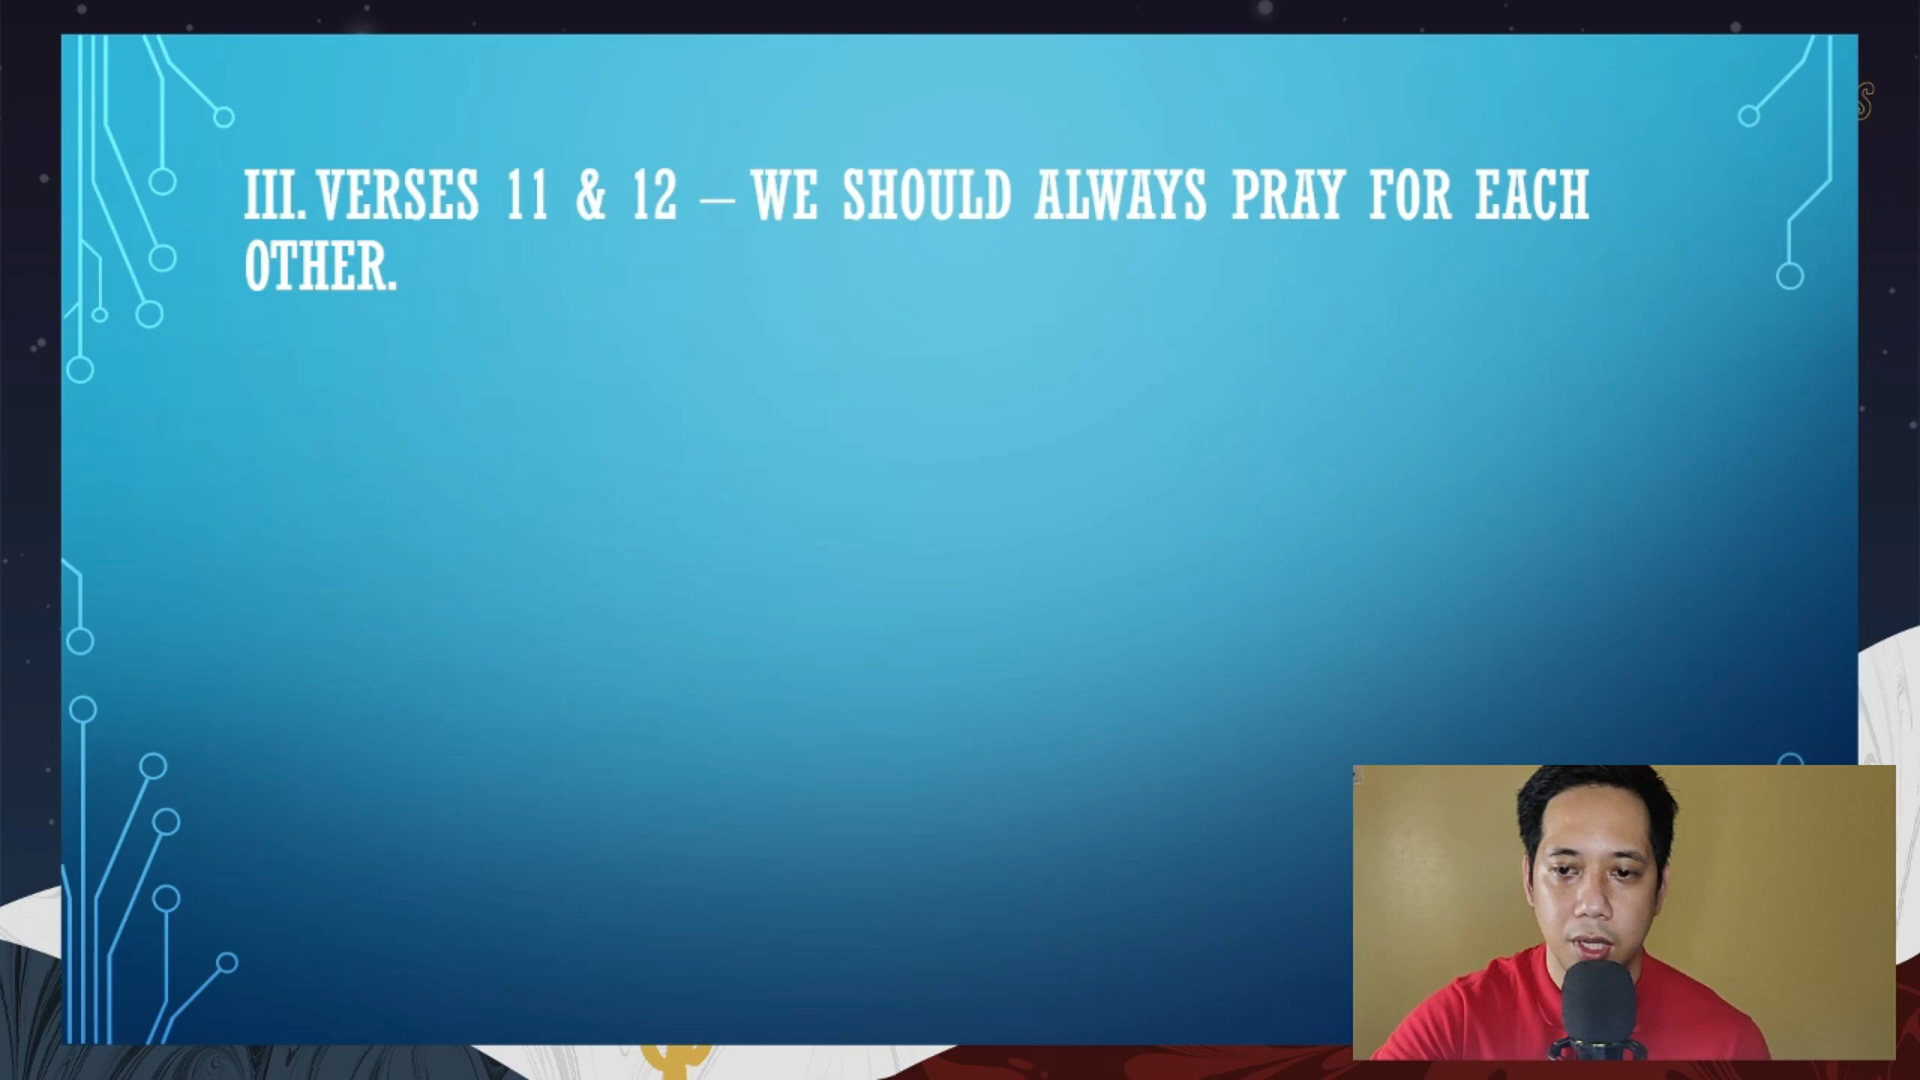 III. VERSES 11 & 12 – WE SHOULD ALWAYS PRAY FOR EACH
OTHER.